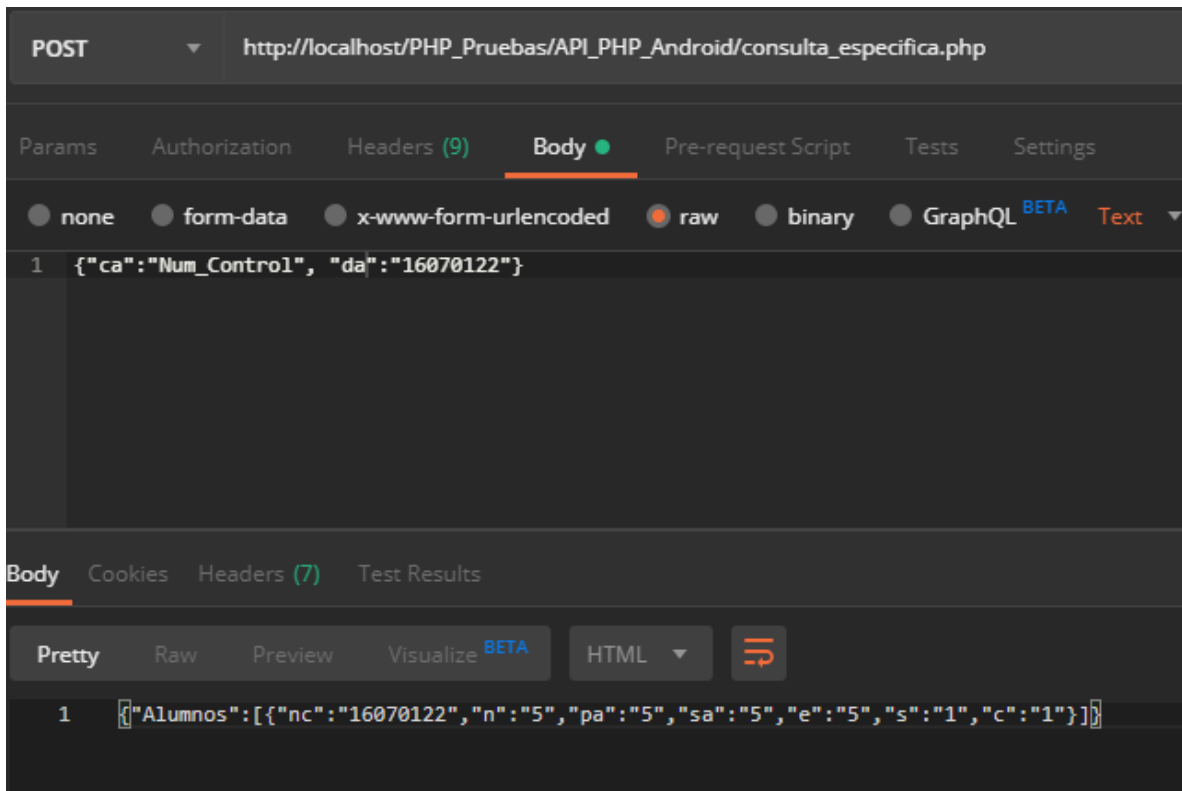 POST http://localhost/PHP_Pruebas/API_PHP_Android/consulta_especifica.php
Params Authorization Headers (9) Body Pre-request Script Tests Settings
none form-data x-www-form-urlencoded raw binary GraphQL BETA Text
1 {"ca":"Num_Control", "da":"16070122"}
Body Cookies Headers (7) Test Results
Pretty Raw Preview Visualize BETA HTML
1 {"Alumnos":[{"nc":"16070122","n":"5","pa":"5","sa":"5","e":"5","s":"1","c":"1"}]}